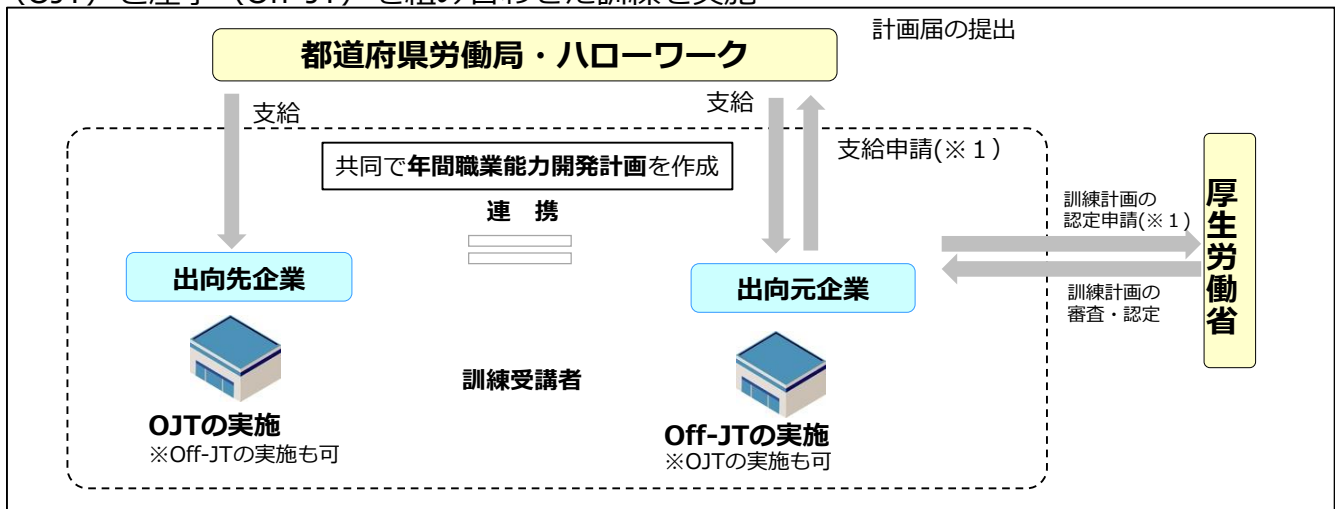 （OJT）と座学（Off-JT）を組み合わせた訓練を実施
計画届の提出
都道府県労働局・ハローワーク
支給
支給
支給申請(※１)
共同で年間職業能力開発計画を作成
連 携
訓練計画の
認定申請(※１)
厚生労働省
出向先企業
出向元企業
訓練計画の
審査・認定
訓練受講者
OJTの実施
※Off-JTの実施も可
Off-JTの実施
※OJTの実施も可